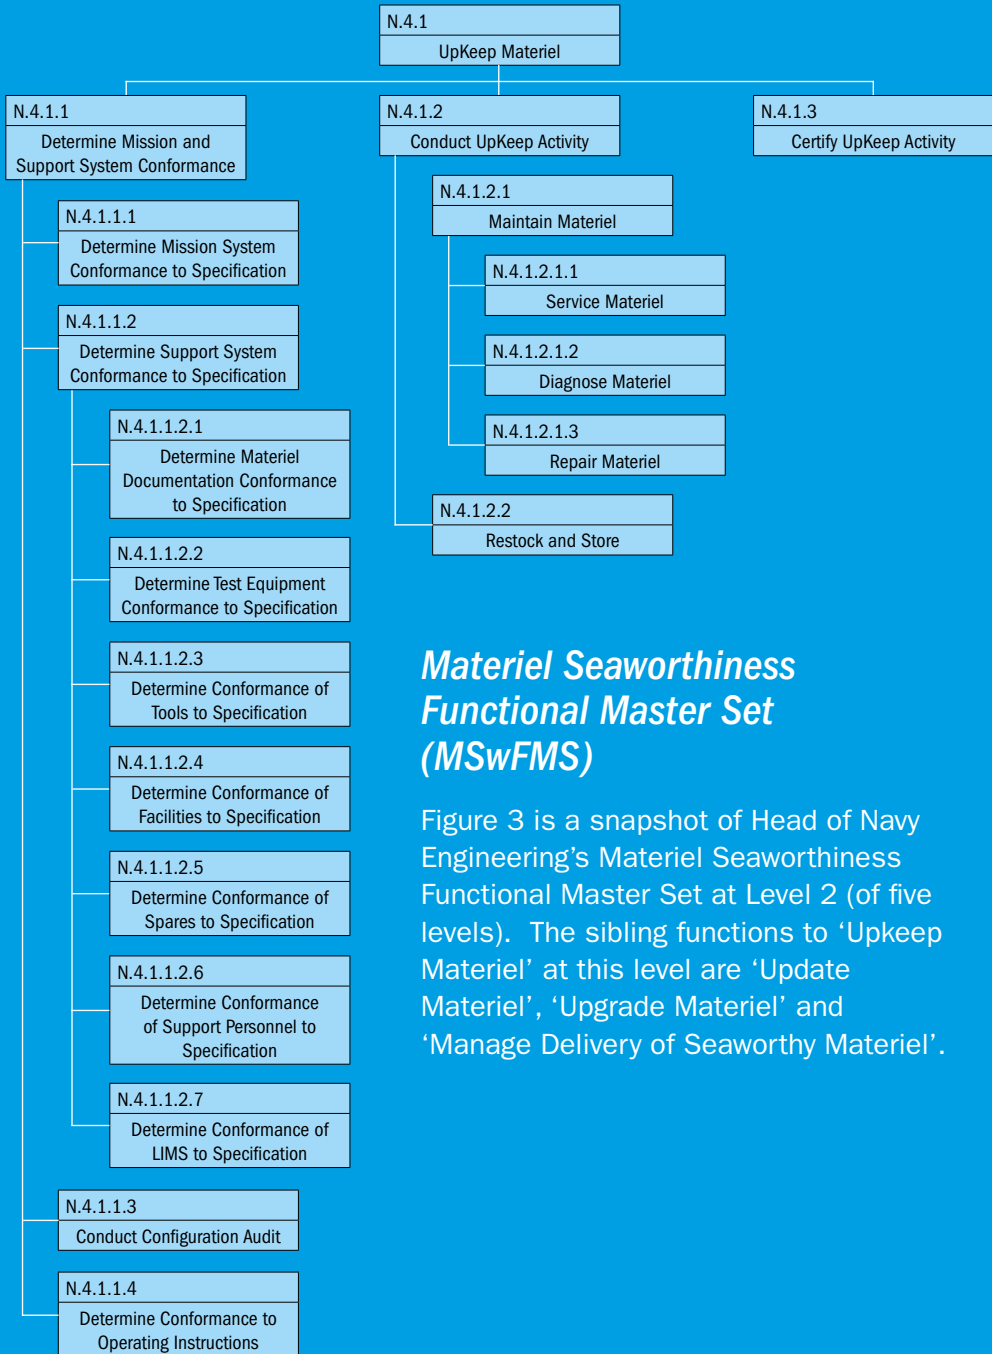 N.4.1
UpKeep Materiel
N.4.1.1
Determine Mission and
Support System Conformance
N.4.1.1.1
Determine Mission System
Conformance to Specification
N.4.1.1.2
Determine Support System
Conformance to Specification
N.4.1.1.2.1
Determine Materiel
Documentation Conformance
to Specification
N.4.1.1.2.2
Determine Test Equipment
Conformance to Specification
N.4.1.1.2.3
Determine Conformance of
Tools to Specification
N.4.1.1.2.4
Determine Conformance of
Facilities to Specification
N.4.1.1.2.5
Determine Conformance of
Spares to Specification
N.4.1.1.2.6
Determine Conformance
of Support Personnel to
Specification
N.4.1.1.2.7
Determine Conformance of
LIMS to Specification
N.4.1.1.3
Conduct Configuration Audit
N.4.1.1.4
Determine Conformance to
Operating Instructions
N.4.1.2
Conduct UpKeep Activity
N.4.1.2.1
Maintain Materiel
N.4.1.2.1.1
Service Materiel
N.4.1.2.1.2
Diagnose Materiel
N.4.1.2.1.3
Repair Materiel
N.4.1.2.2
Restock and Store
N.4.1.3
Certify UpKeep Activity
Materiel Seaworthiness
Functional Master Set
(MSwFMS)
Figure 3 is a snapshot of Head of Navy
Engineering’s Materiel Seaworthiness
Functional Master Set at Level 2 (of five
levels).  The sibling functions to ‘Upkeep
Materiel’ at this level are ‘Update
Materiel’, ‘Upgrade Materiel’ and
‘Manage Delivery of Seaworthy Materiel’.